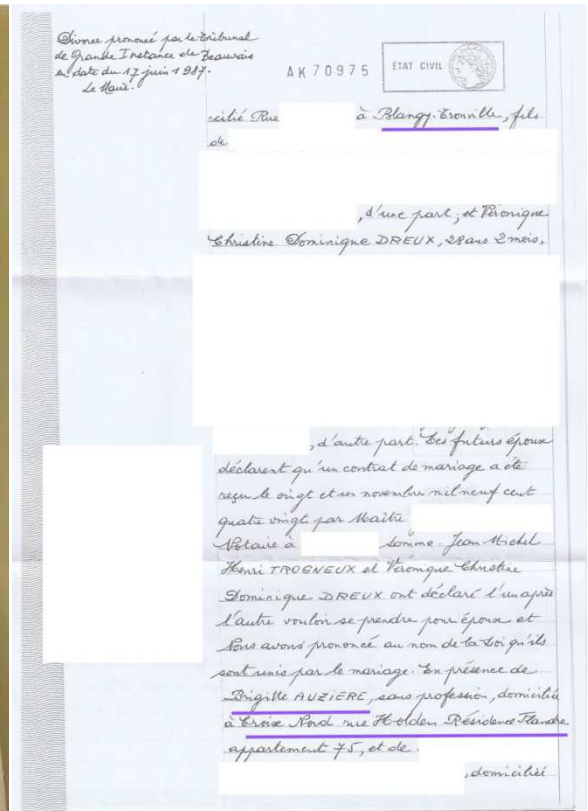 Divorce prononcé par le tribunal
de Grande Instance de Beauvais
en date du 17 juin 1987.
Le Maire.
AK70975
ÉTAT CIVIL
icilié Rue à Blangy-Tronville, fils
de
, d'une part ; et Véronique
Christine Dominique DREUX, 28 ans 2 mois,
, d'autre part. Les futurs époux
déclarent qu'un contrat de mariage a été
reçu le vingt et un novembre mil neuf cent
quatre vingt par Maître
Notaire à Somme. Jean-Michel
Henri TROGNEUX et Véronique Christine
Dominique DREUX ont déclaré l'un après
l'autre vouloir se prendre pour époux et
Nous avons prononcé au nom de la Loi qu'ils
sont unis par le mariage. En présence de
Brigitte AUZIERE, sans profession, domiciliée
à Croix Nord rue Holden Résidence Flandre
appartement 75, et de
, domicilié